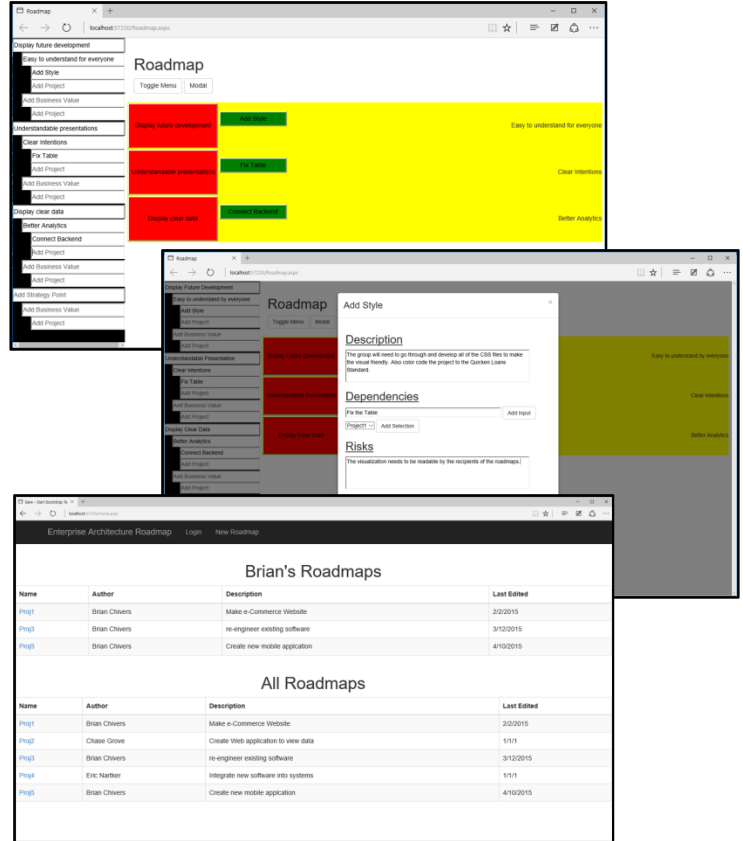 Roadmap
localhost:57220/Roadmap.aspx
Display future development
Easy to understand for everyone
Add Style
Add Project
Add Business Value
Add Project
Understandable presentations
Clear Intentions
Fix Table
Add Project
Add Business Value
Add Project
Display clear data
Better Analytics
Connect Backend
Add Project
Add Business Value
Add Project
Add Strategy Point
Add Business Value
Add Project
Roadmap
Toggle Menu Modal
Display future development Add Style Easy to understand for everyone
Understandable presentations Fix Table Clear Intentions
Display clear data Connect Backend Better Analytics
Roadmap
localhost:57220/Roadmap.aspx
Display Future Development
Easy to understand by everyone
Add Style
Add Project
Add Business Value
Add Project
Understandable Presentation
Clear Intentions
Fix Table
Add Project
Add Business Value
Add Project
Display Clear Data
Better Analytics
Connect Backend
Add Project
Add Business Value
Add Project
Roadmap
Toggle Menu Modal
Display Future Development Easy to understand by everyone
Understandable Presentation Clear Intentions
Display Clear Data Better Analytics
Add Style ×
Description
The group will need to go through and develop all of the CSS files to make
the visual friendly. Also color code the project to the Quicken Loans
Standard.
Dependencies
Fix the Table Add Input
Project1 Add Selection
Risks
The visualization needs to be readable by the recipients of the roadmaps.
Enterprise Architecture Roadmap Login New Roadmap
Brian's Roadmaps
Name Author Description Last Edited
Proj1 Brian Chivers Make e-Commerce Website 2/2/2015
Proj3 Brian Chivers re-engineer existing software 3/12/2015
Proj5 Brian Chivers Create new mobile appication 4/10/2015
All Roadmaps
Name Author Description Last Edited
Proj1 Brian Chivers Make e-Commerce Website 2/2/2015
Proj2 Chase Grove Create Web application to view data 1/1/1
Proj3 Brian Chivers re-engineer existing software 3/12/2015
Proj4 Eric Nartker Integrate new software into systems 1/1/1
Proj5 Brian Chivers Create new mobile appication 4/10/2015